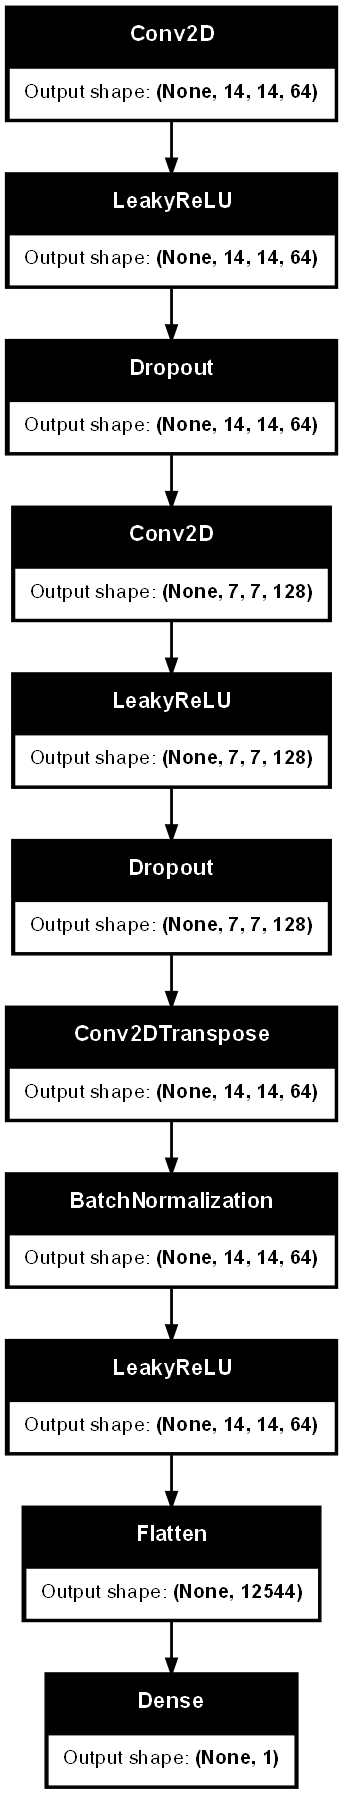 Conv2D
Output shape: (None, 14, 14, 64)
LeakyReLU
Output shape: (None, 14, 14, 64)
Dropout
Output shape: (None, 14, 14, 64)
Conv2D
Output shape: (None, 7, 7, 128)
LeakyReLU
Output shape: (None, 7, 7, 128)
Dropout
Output shape: (None, 7, 7, 128)
Conv2DTranspose
Output shape: (None, 14, 14, 64)
BatchNormalization
Output shape: (None, 14, 14, 64)
LeakyReLU
Output shape: (None, 14, 14, 64)
Flatten
Output shape: (None, 12544)
Dense
Output shape: (None, 1)